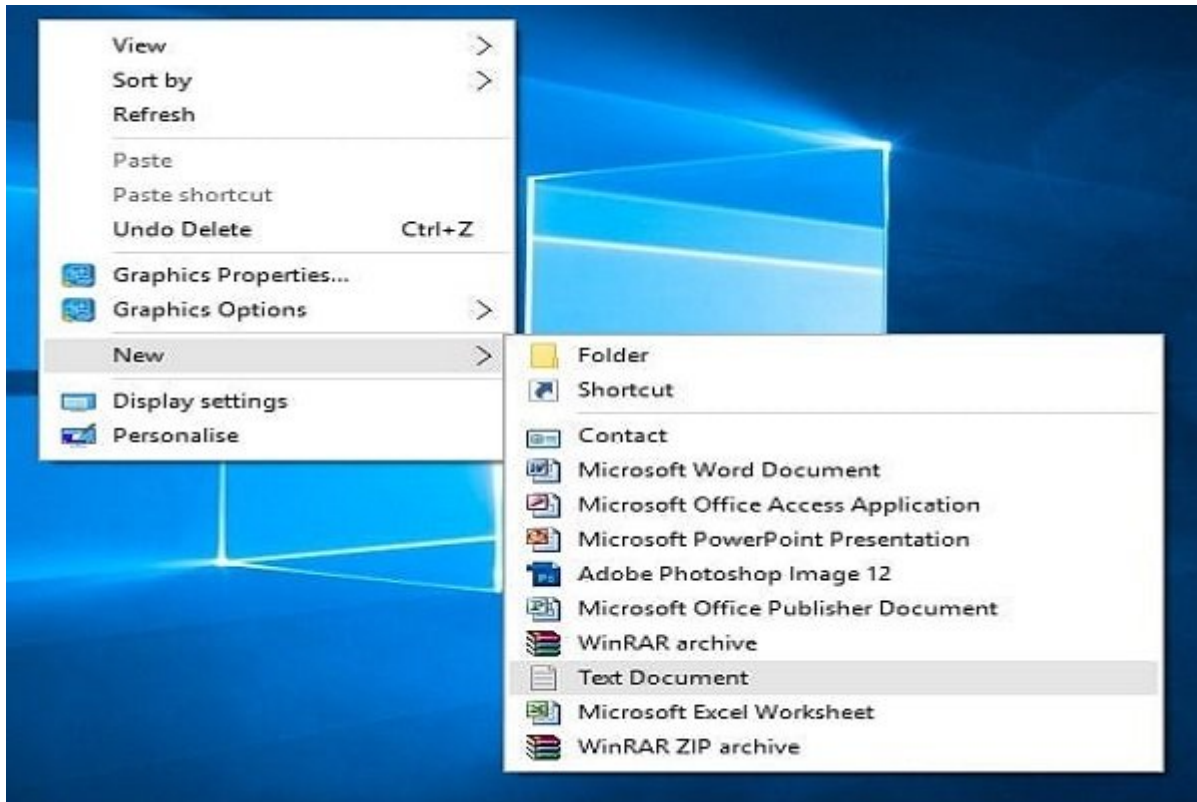 View
Sort by
Refresh
Paste
Paste shortcut
Undo Delete Ctrl+Z
Graphics Properties...
Graphics Options
New
Display settings
Personalise
Folder
Shortcut
Contact
Microsoft Word Document
Microsoft Office Access Application
Microsoft PowerPoint Presentation
Adobe Photoshop Image 12
Microsoft Office Publisher Document
WinRAR archive
Text Document
Microsoft Excel Worksheet
WinRAR ZIP archive